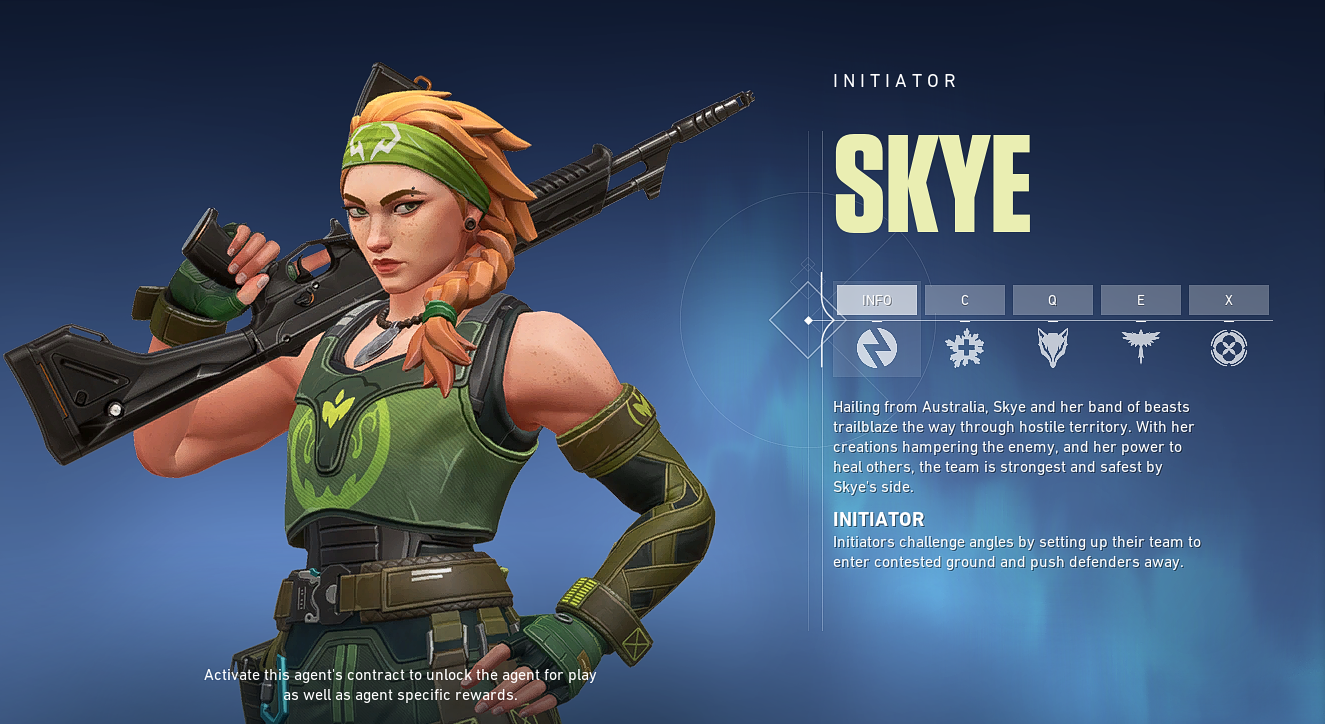 INITIATOR
SKYE
INFO C Q E X
Hailing from Australia, Skye and her band of beasts
trailblaze the way through hostile territory. With her
creations hampering the enemy, and her power to
heal others, the team is strongest and safest by
Skye's side.
INITIATOR
Initiators challenge angles by setting up their team to
enter contested ground and push defenders away.
Activate this agent's contract to unlock the agent for play
as well as agent specific rewards.